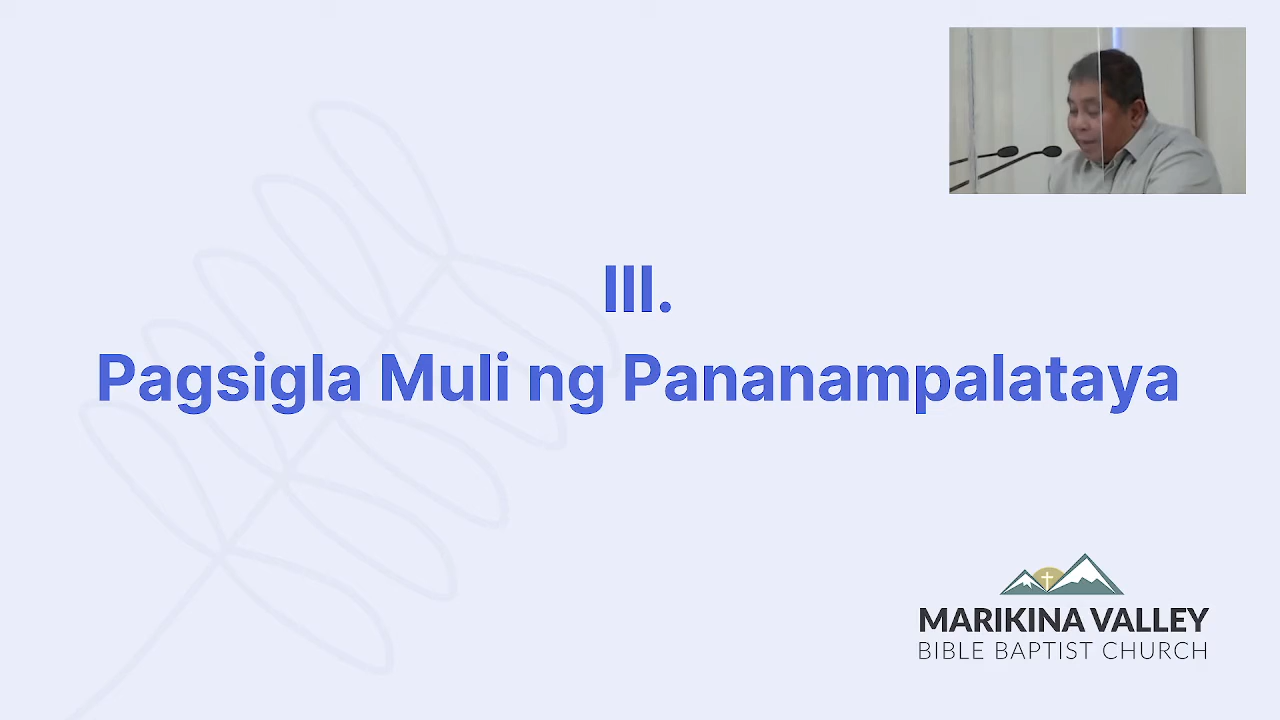 III.
Pagsigla Muli ng Pananampalataya
MARIKINA VALLEY
BIBLE BAPTIST CHURCH